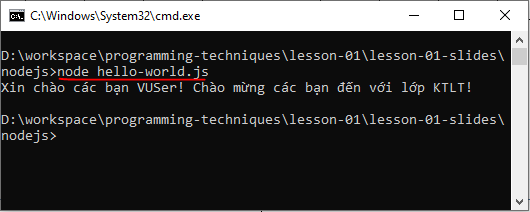 C:\Windows\System32\cmd.exe
D:\workspace\programming-techniques\lesson-01\lesson-01-slides\
nodejs>node hello-world.js
Xin chào các bạn VUSer! Chào mừng các bạn đến với lớp KTLT!
D:\workspace\programming-techniques\lesson-01\lesson-01-slides\
nodejs>